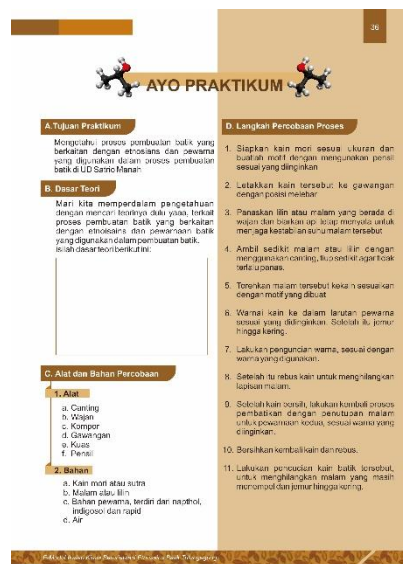 36
AYO PRAKTIKUM
A.Tujuan Praktikum
Mengetahui proses pembuatan batik yang
berkaitan dengan etnosians dan pewarna
yang digunakan dalam proses pembuatan
batik di UD Satrio Manah
B. Dasar Teori
Mari kita memperdalam pengetahuan
dengan mencari teorinya dulu yaaa, terkait
proses pembuatan batik yang berkaitan
dengan etnoisains dan pewarnaan batik
yang digunakan dalam pembuatan batik.
Isilah dasar teori berikut ini:
C. Alat dan Bahan Percobaan
1. Alat
a. Canting
b. Wajan
c. Kompor
d. Gawangan
e. Kuas
f. Pensil
2. Bahan
a. Kain mori atau sutra
b. Malam atau lilin
c. Bahan pewarna, terdiri dari napthol,
indigosol dan rapid
d. Air
D. Langkah Percobaan Proses
1. Siapkan kain mori sesuai ukuran dan
buatlah motif dengan mengunakan pensil
sesuai yang diinginkan
2. Letakkan kain tersebut ke gawangan
dengan posisi melebar
3. Panaskan lilin atau malam yang berada di
wajan dan biarkan api tetap menyala untuk
menjaga kestabilan suhu malam tersebut
4. Ambil sedikit malam atau lilin dengan
menggunakan canting, tiup sedikit agar tidak
terlalu panas.
5. Torehkan malam tersebut kekain sesuaikan
dengan motif yang dibuat
6. Warnai kain ke dalam larutan pewarna
sesuai yang didinginkan. Setelah itu jemur
hingga kering.
7. Lakukan penguncian warna, sesuai dengan
warna yang digunakan.
8. Setelah itu rebus kain untuk menghilangkan
lapisan malam.
9. Setelah kain bersih, lakukan kembali proses
pembatikan dengan penutupan malam
untuk pewarnaan kedua, sesuai warna yang
diinginkan.
10. Bersihkan kembali kain dan rebus.
11. Lakukan pencucian kain batik tersebut,
untuk menghilangkan malam yang masih
menempel dan jemur hingga kering.